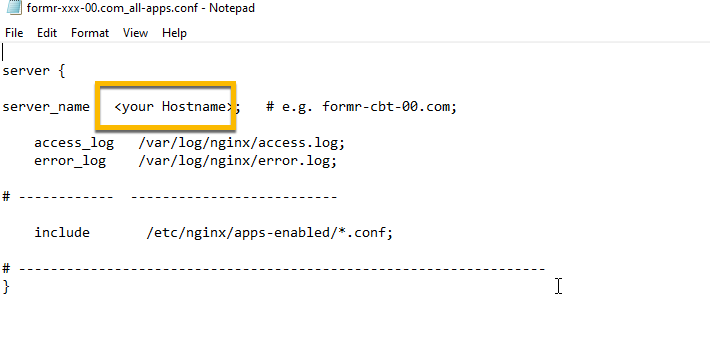 formr-xxx-00.com_all-apps.conf - Notepad
File Edit Format View Help
server {
server_name <your Hostname>; # e.g. formr-cbt-00.com;
access_log /var/log/nginx/access.log;
error_log /var/log/nginx/error.log;
# ------------ --------------------------
include /etc/nginx/apps-enabled/*.conf;
# ------------------------------------------------------------------
}